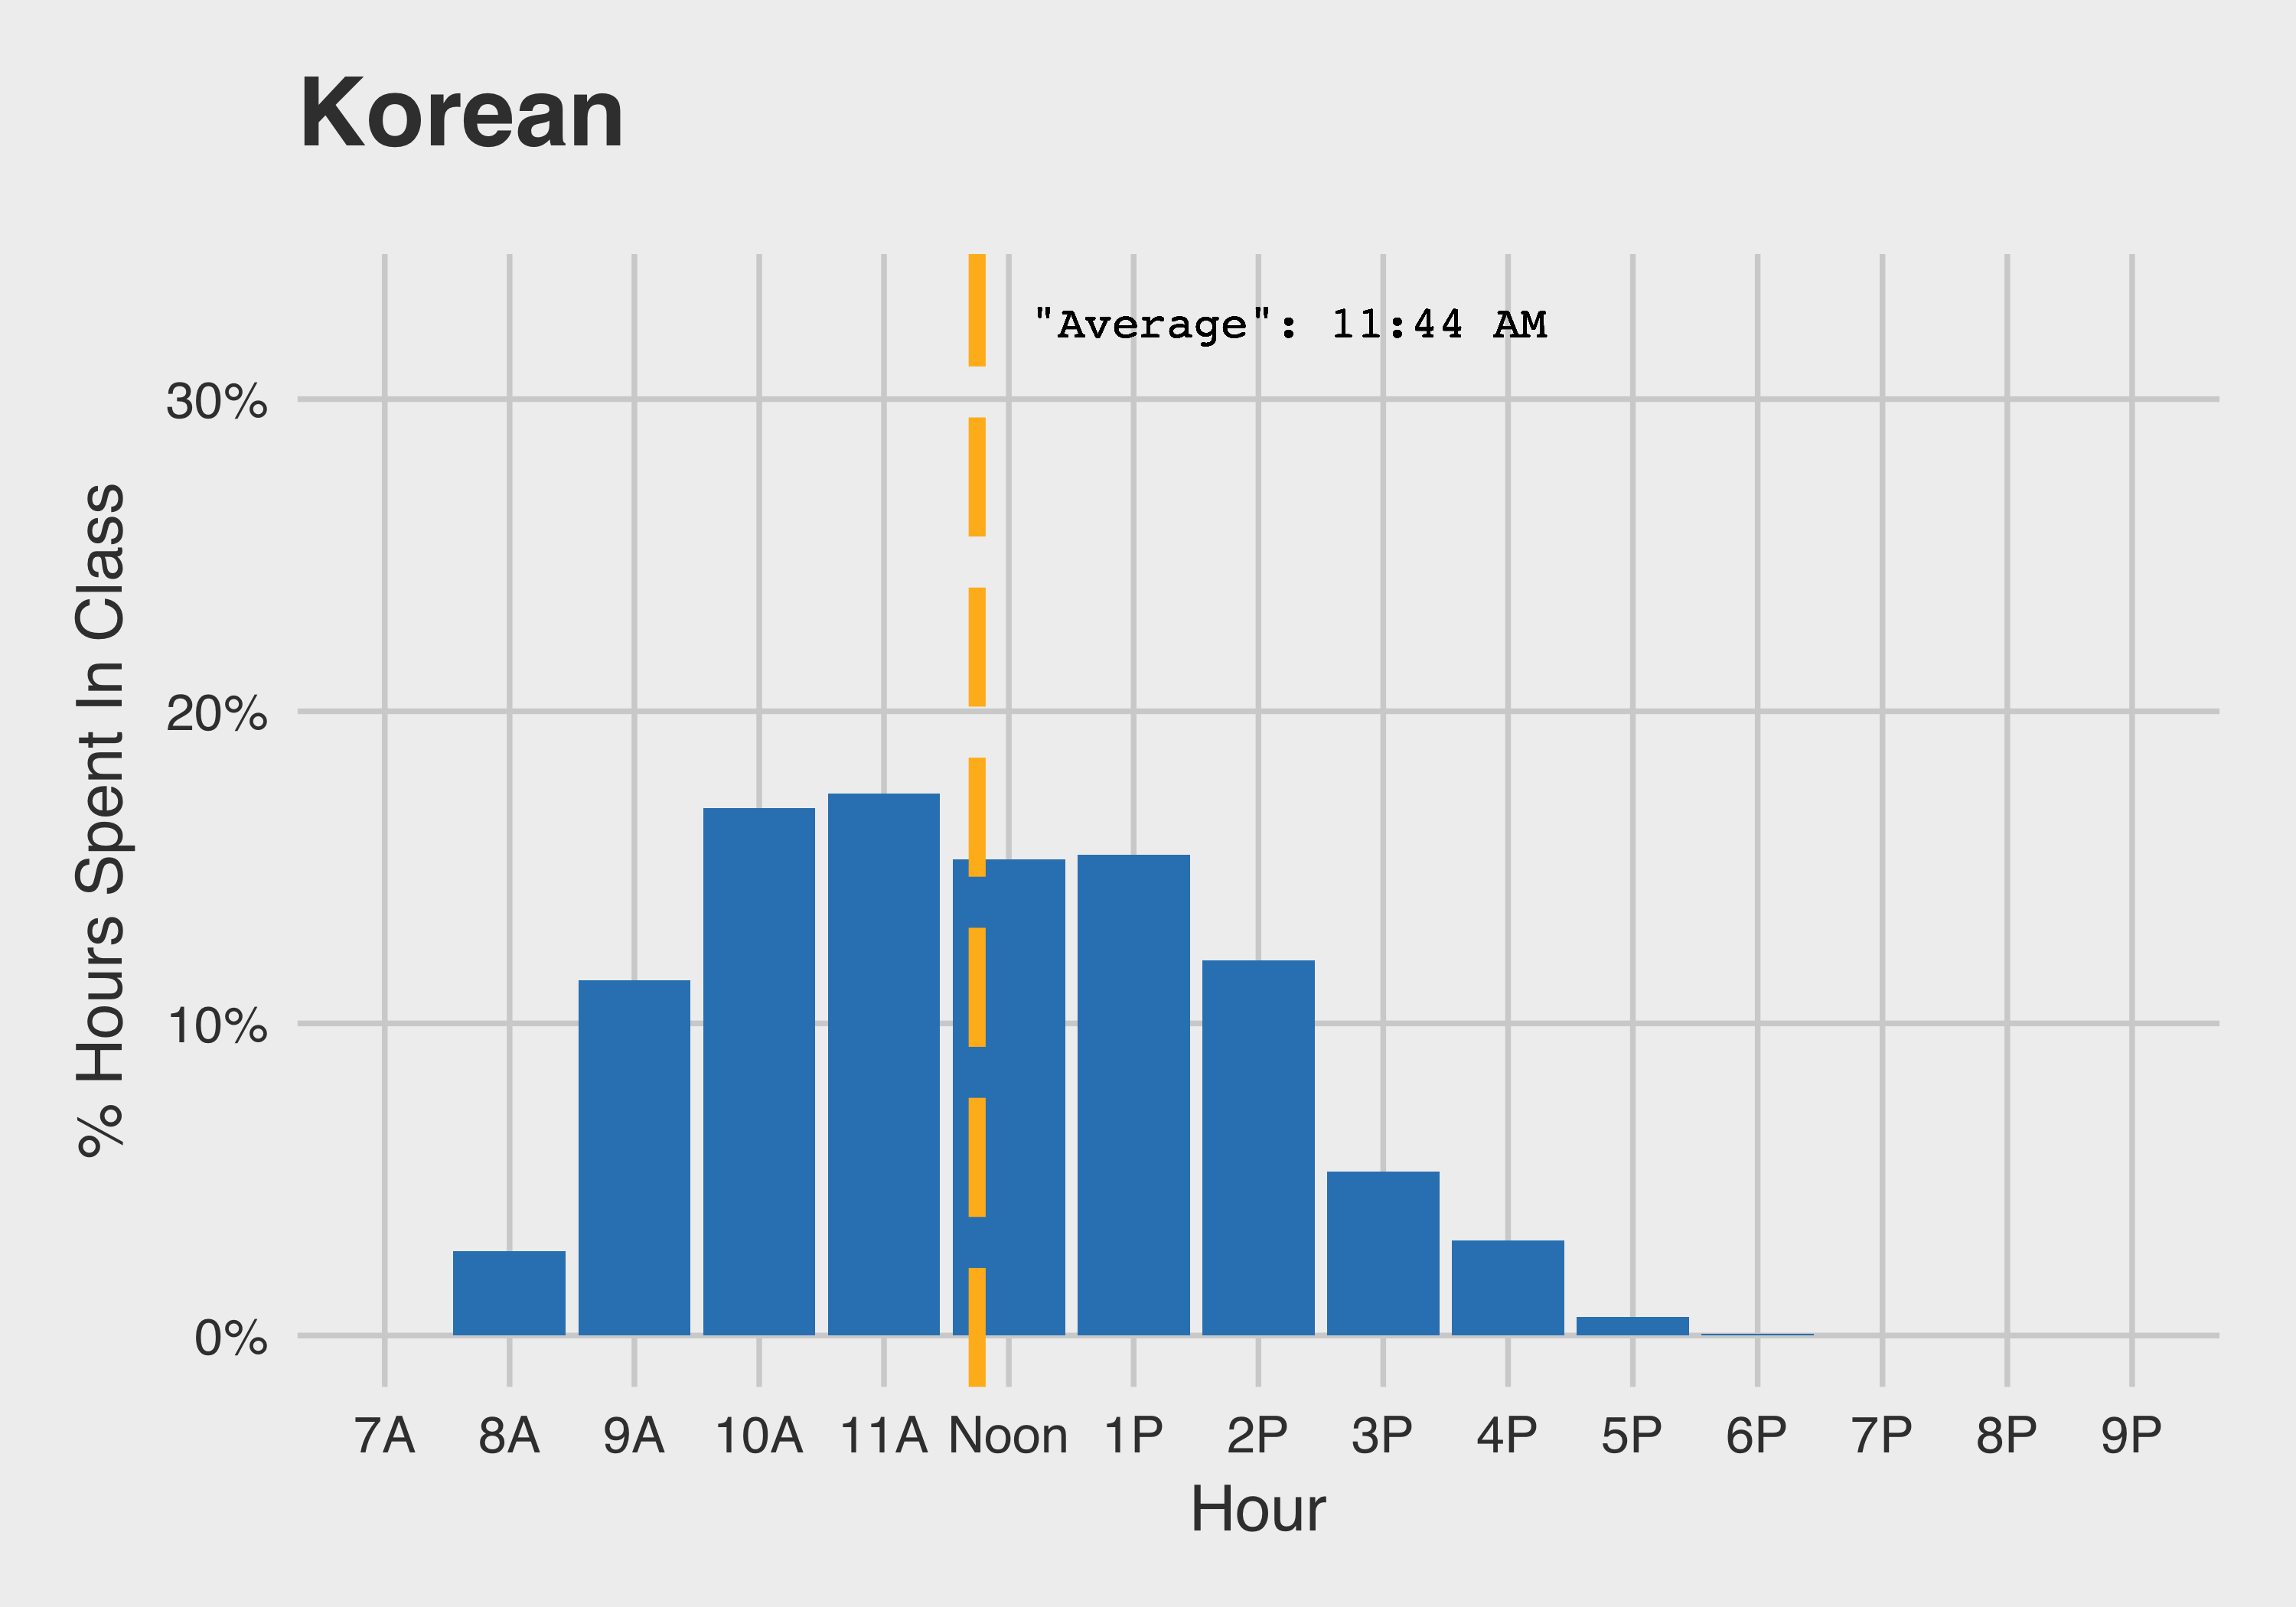 Korean
"Average": 11:44 AM
% Hours Spent In Class
30%
20%
10%
0%
7A 8A 9A 10A 11A Noon 1P 2P 3P 4P 5P 6P 7P 8P 9P
Hour